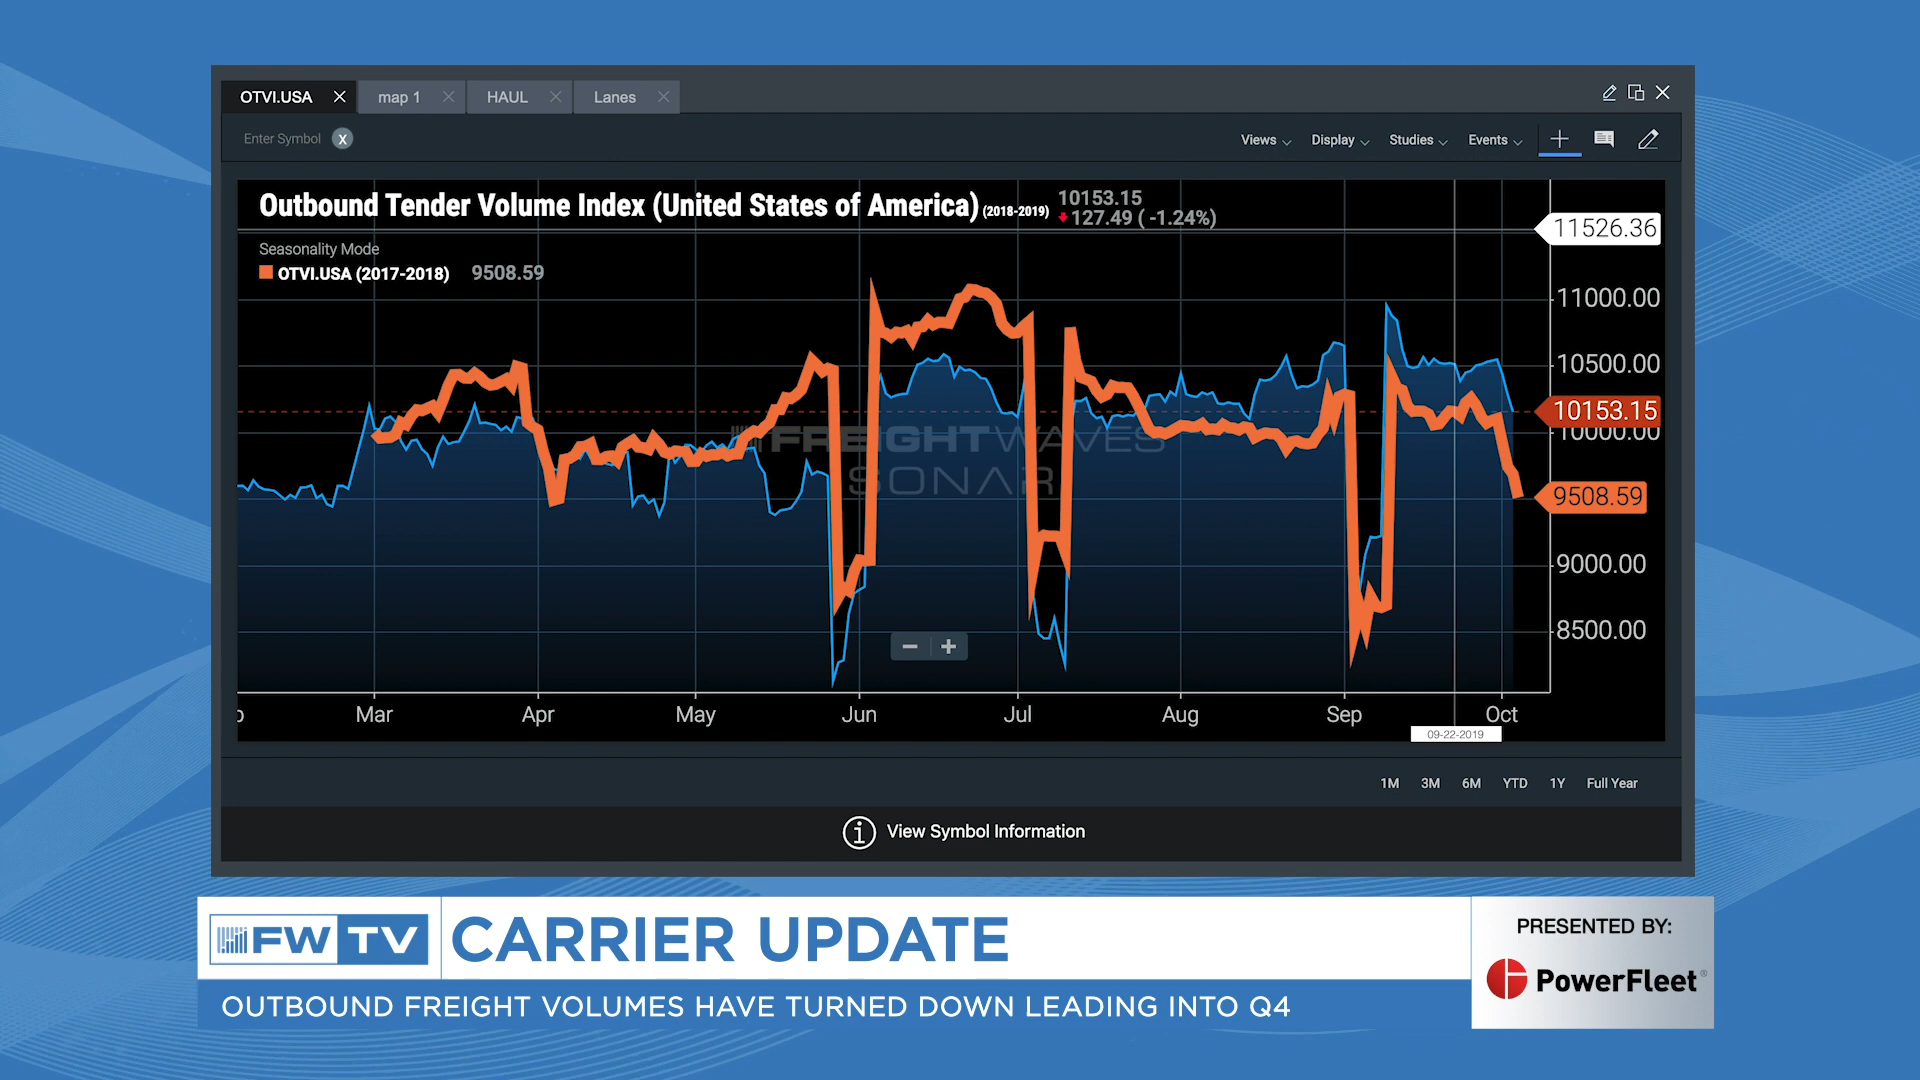 OTVI.USA
map 1
HAUL
Lanes
Enter Symbol X
Views Display Studies Events
Outbound Tender Volume Index (United States of America) (2018-2019) 10153.15
127.49 ( -1.24%)
11526.36
Seasonality Mode
OTVI.USA (2017-2018) 9508.59
11000.00
10500.00
10153.15
10000.00
FREIGHTWAVES
SONAR
9508.59
9000.00
8500.00
Mar Apr May Jun Jul Aug Sep Oct
09-22-2019
1M 3M 6M YTD 1Y Full Year
View Symbol Information
FWTV CARRIER UPDATE
OUTBOUND FREIGHT VOLUMES HAVE TURNED DOWN LEADING INTO Q4
PRESENTED BY:
PowerFleet®